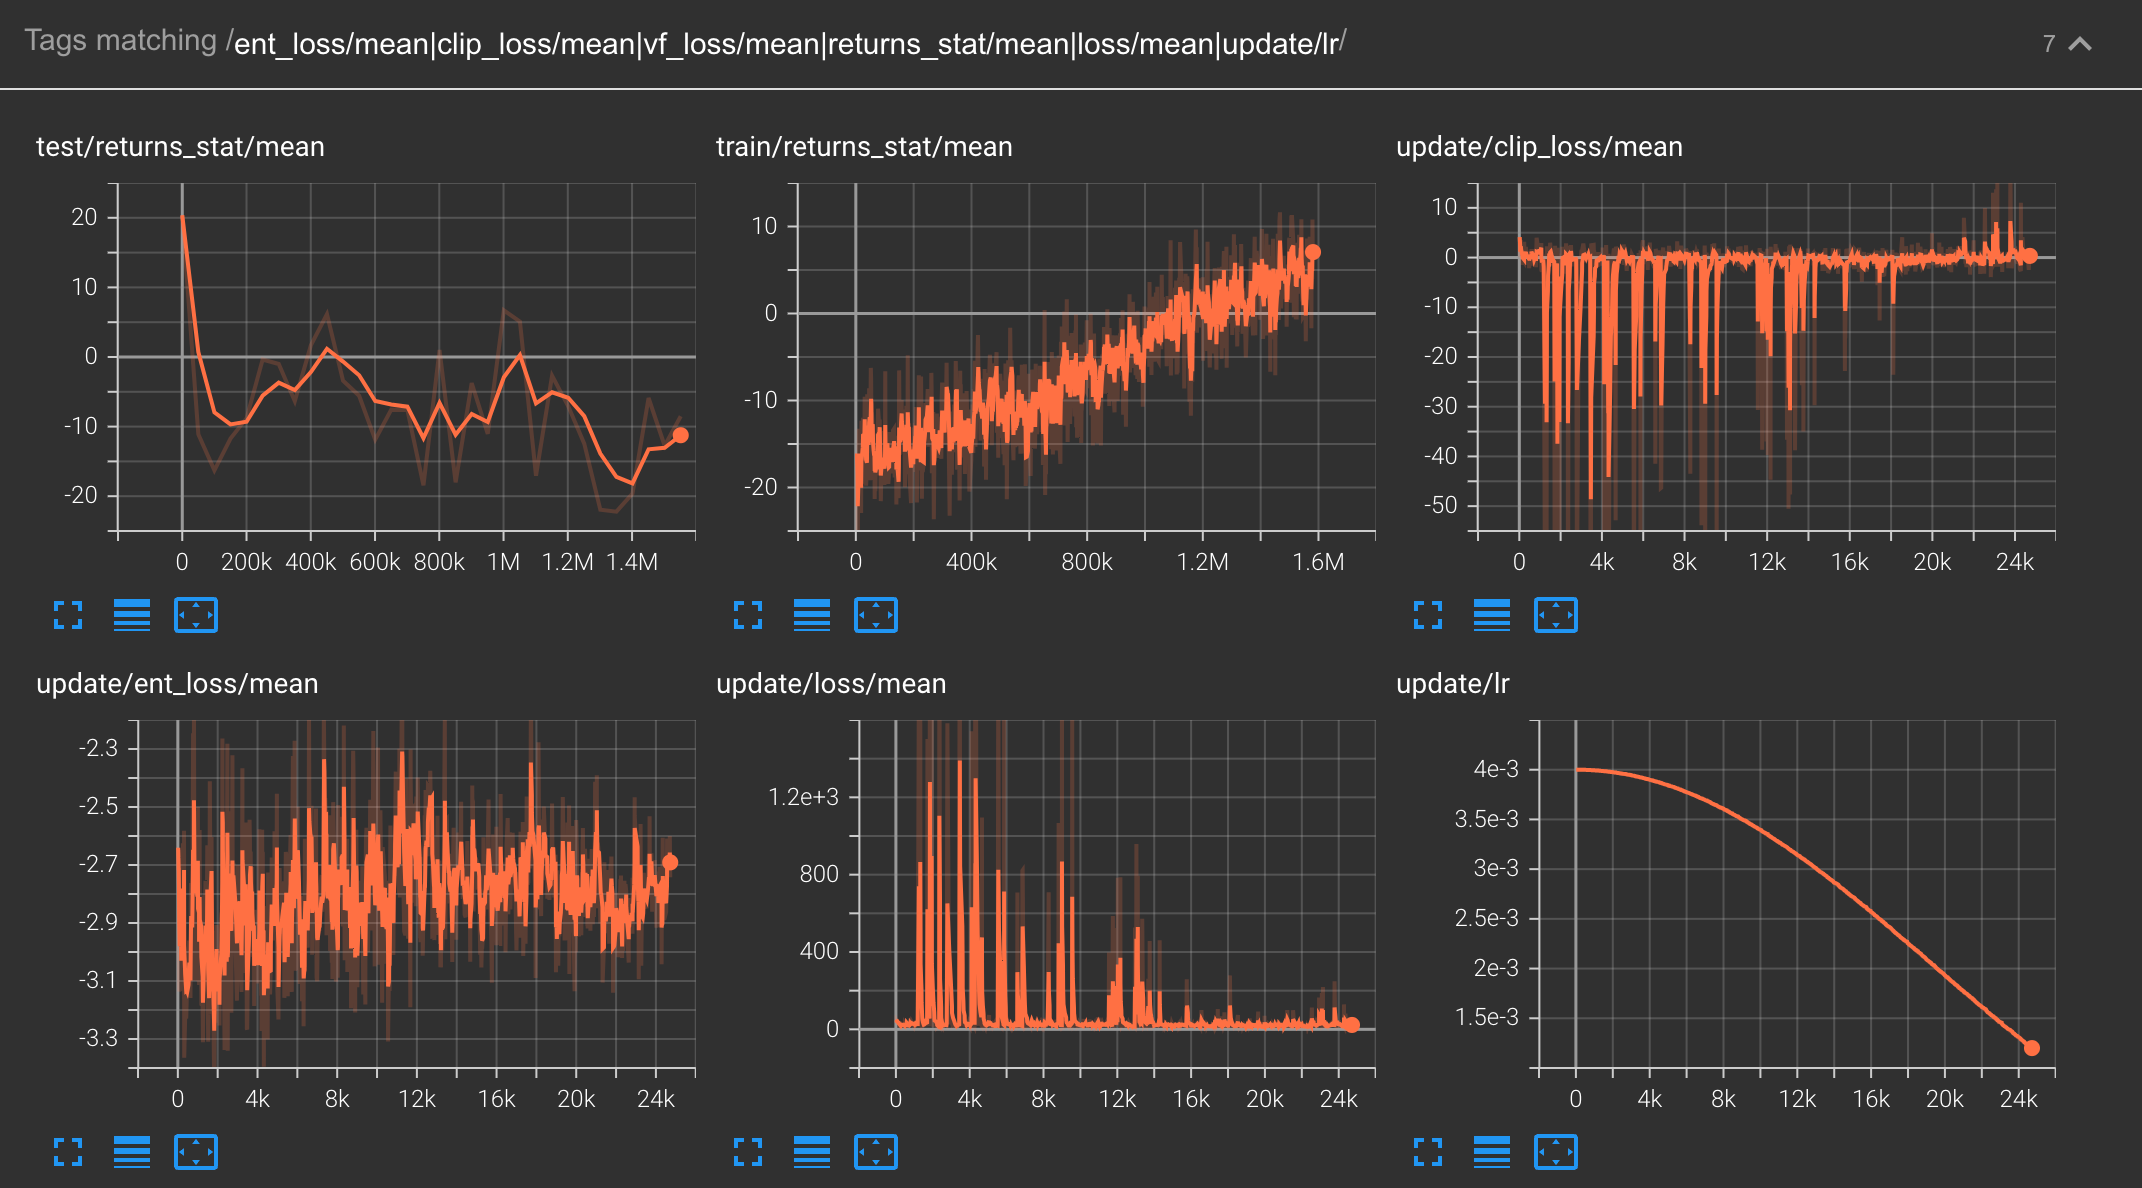 Tags matching /ent_loss/mean|clip_loss/mean|vf_loss/mean|returns_stat/mean|loss/mean|update/lr/ 7
test/returns_stat/mean
20
10
0
-10
-20
0 200k 400k 600k 800k 1M 1.2M 1.4M
train/returns_stat/mean
10
0
-10
-20
0 400k 800k 1.2M 1.6M
update/clip_loss/mean
10
0
-10
-20
-30
-40
-50
0 4k 8k 12k 16k 20k 24k
update/ent_loss/mean
-2.3
-2.5
-2.7
-2.9
-3.1
-3.3
0 4k 8k 12k 16k 20k 24k
update/loss/mean
1.2e+3
800
400
0
0 4k 8k 12k 16k 20k 24k
update/lr
4e-3
3.5e-3
3e-3
2.5e-3
2e-3
1.5e-3
0 4k 8k 12k 16k 20k 24k